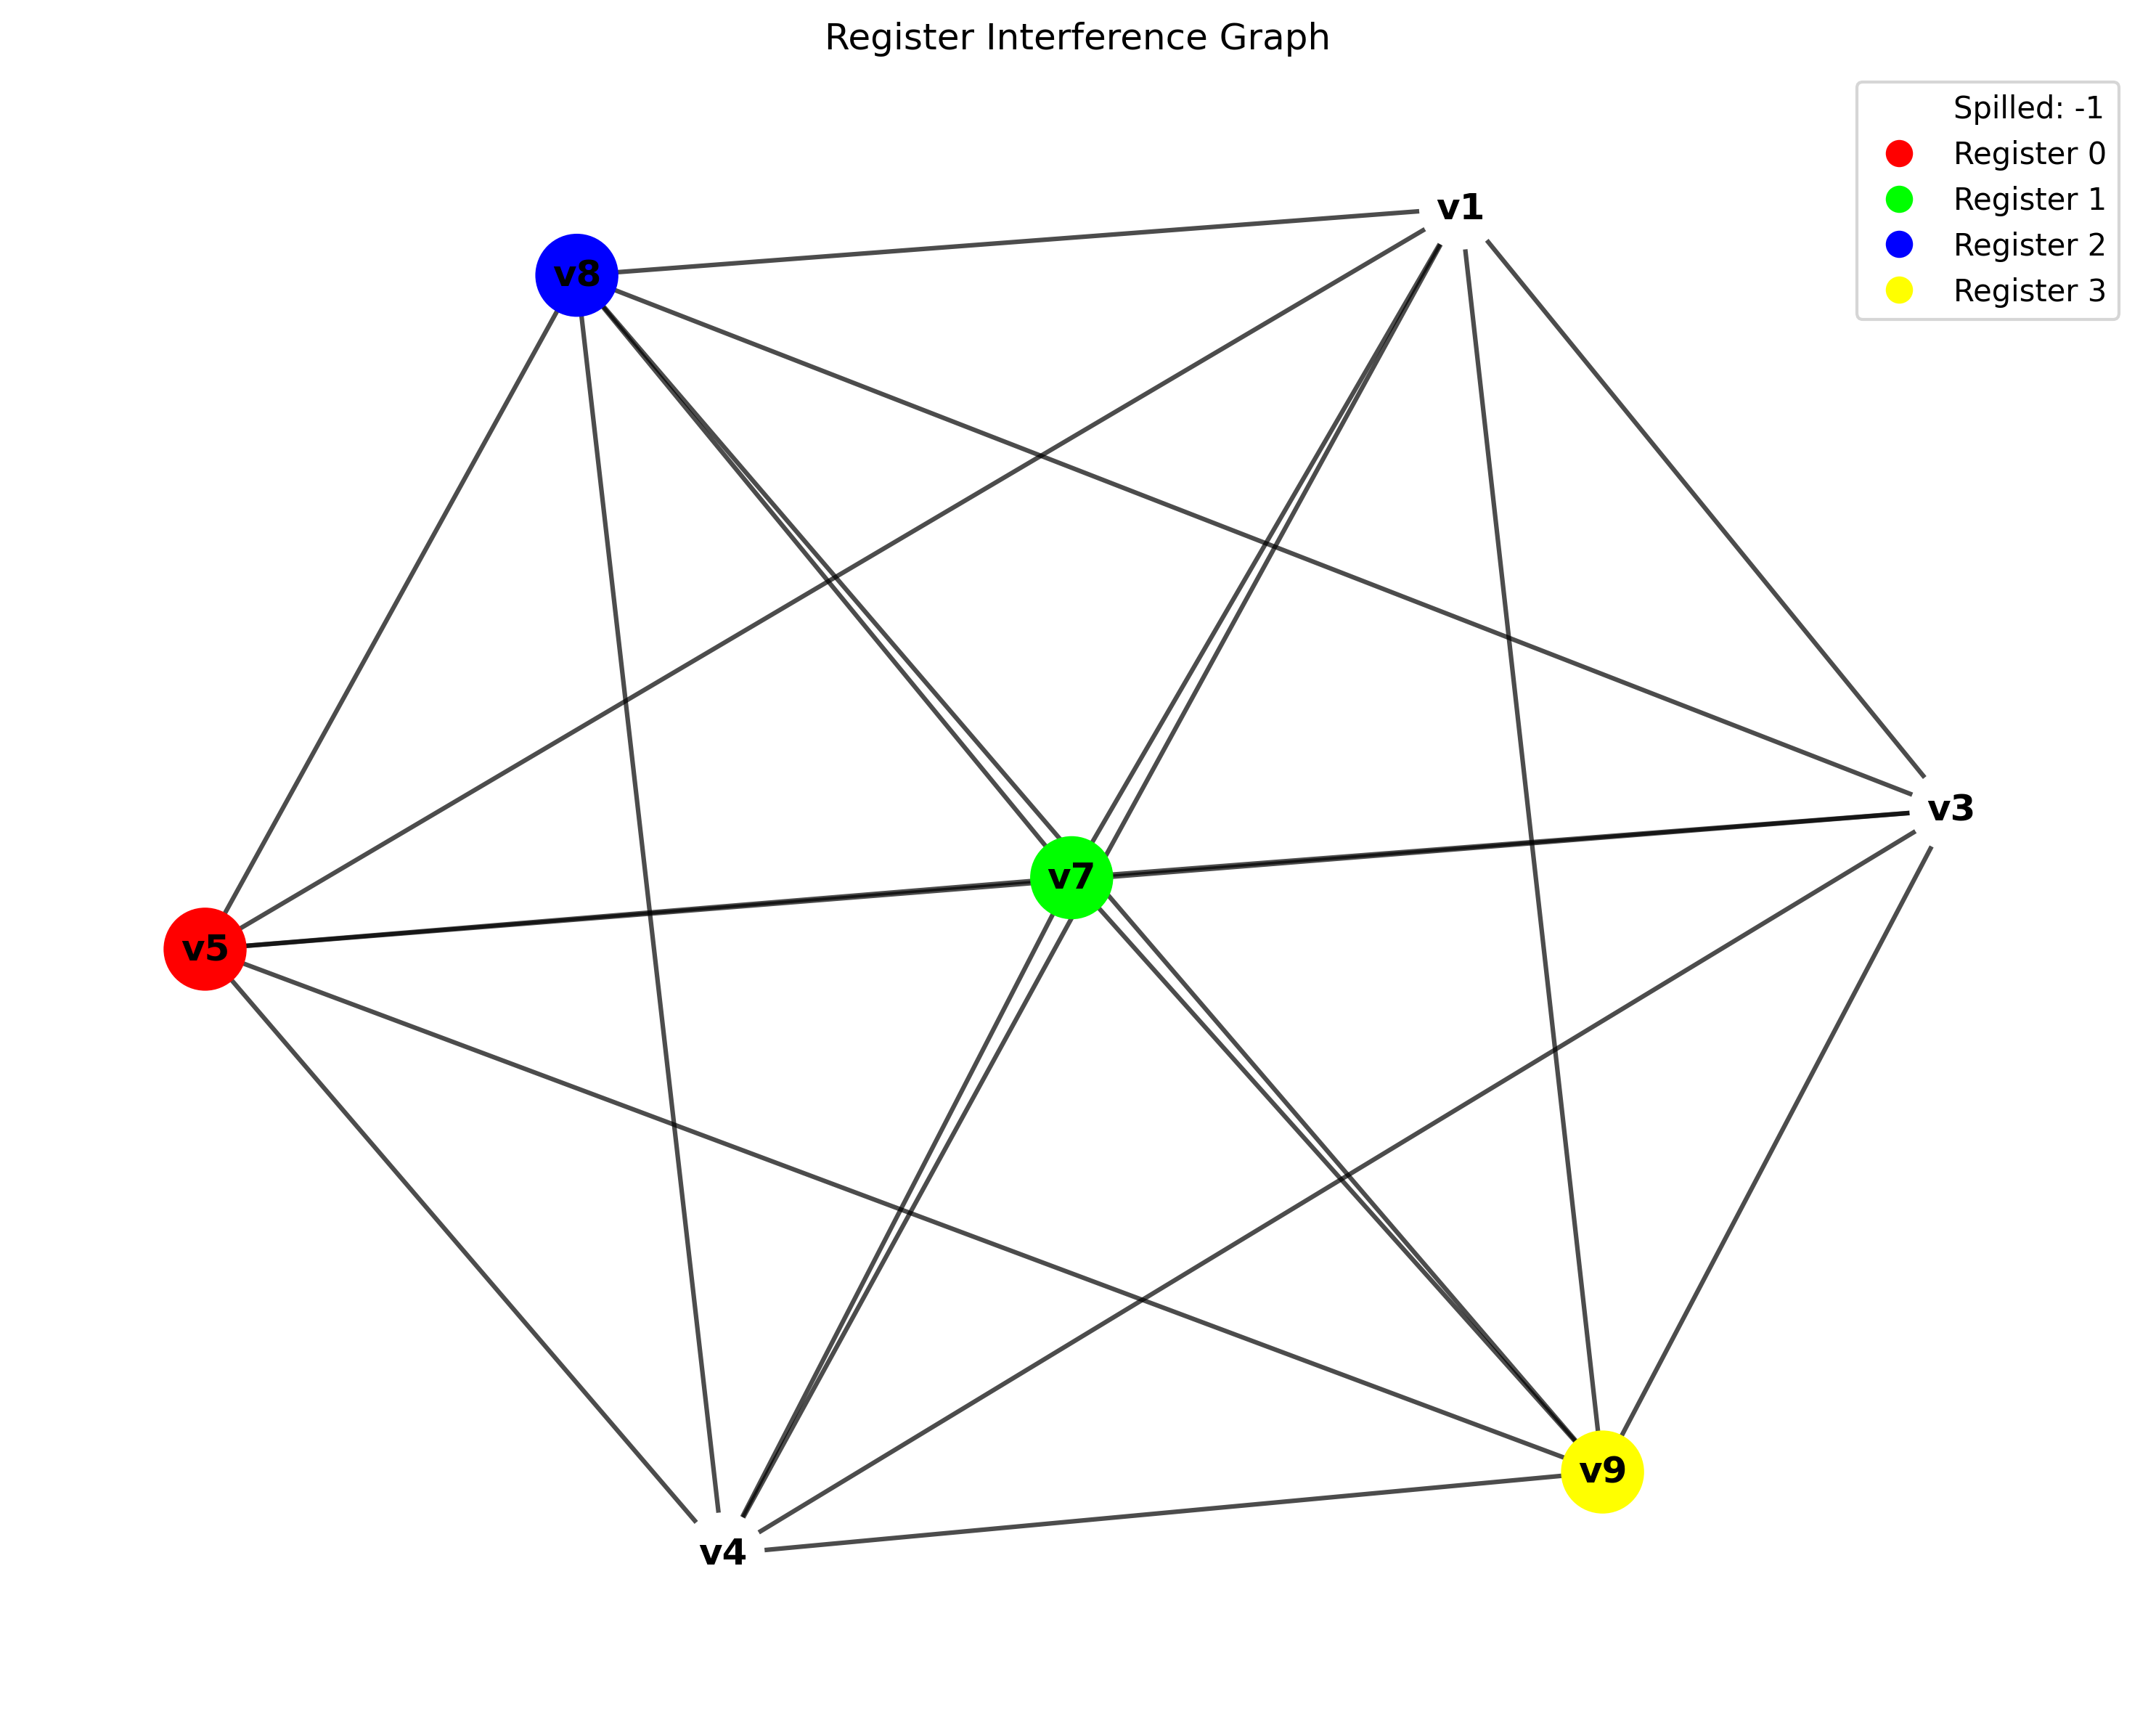 Register Interference Graph
Spilled: -1
Register 0
Register 1
Register 2
Register 3
v1
v8
v3
v7
v5
v9
v4